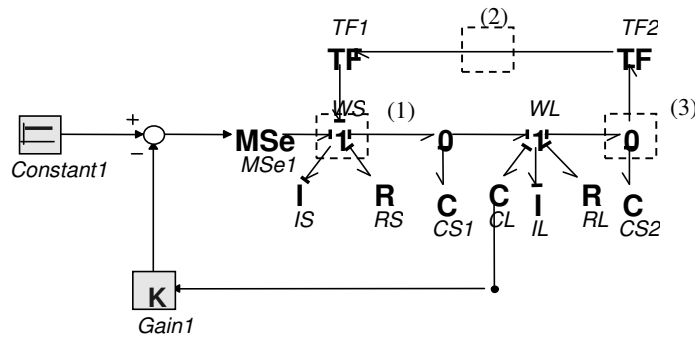 TF1 (2) TF2
TF TF
WS (1) WL (3)
+ MSe 1 0 1 0
− MSe1
Constant1
I R C C I R C
IS RS CS1 CL IL RL CS2
K
Gain1